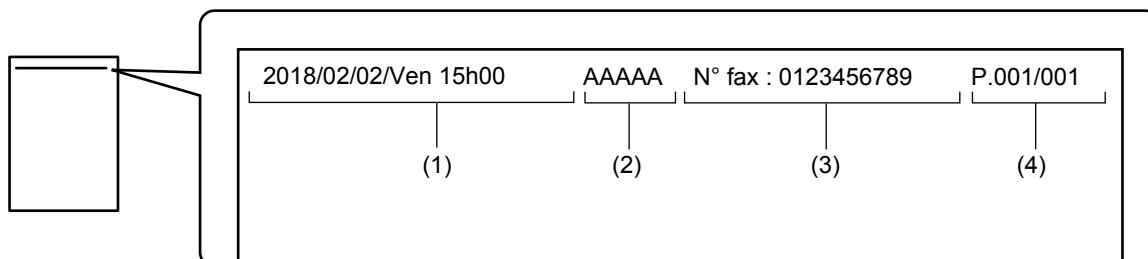 2018/02/02/Ven 15h00 AAAAA N° fax : 0123456789 P.001/001
(1) (2) (3) (4)